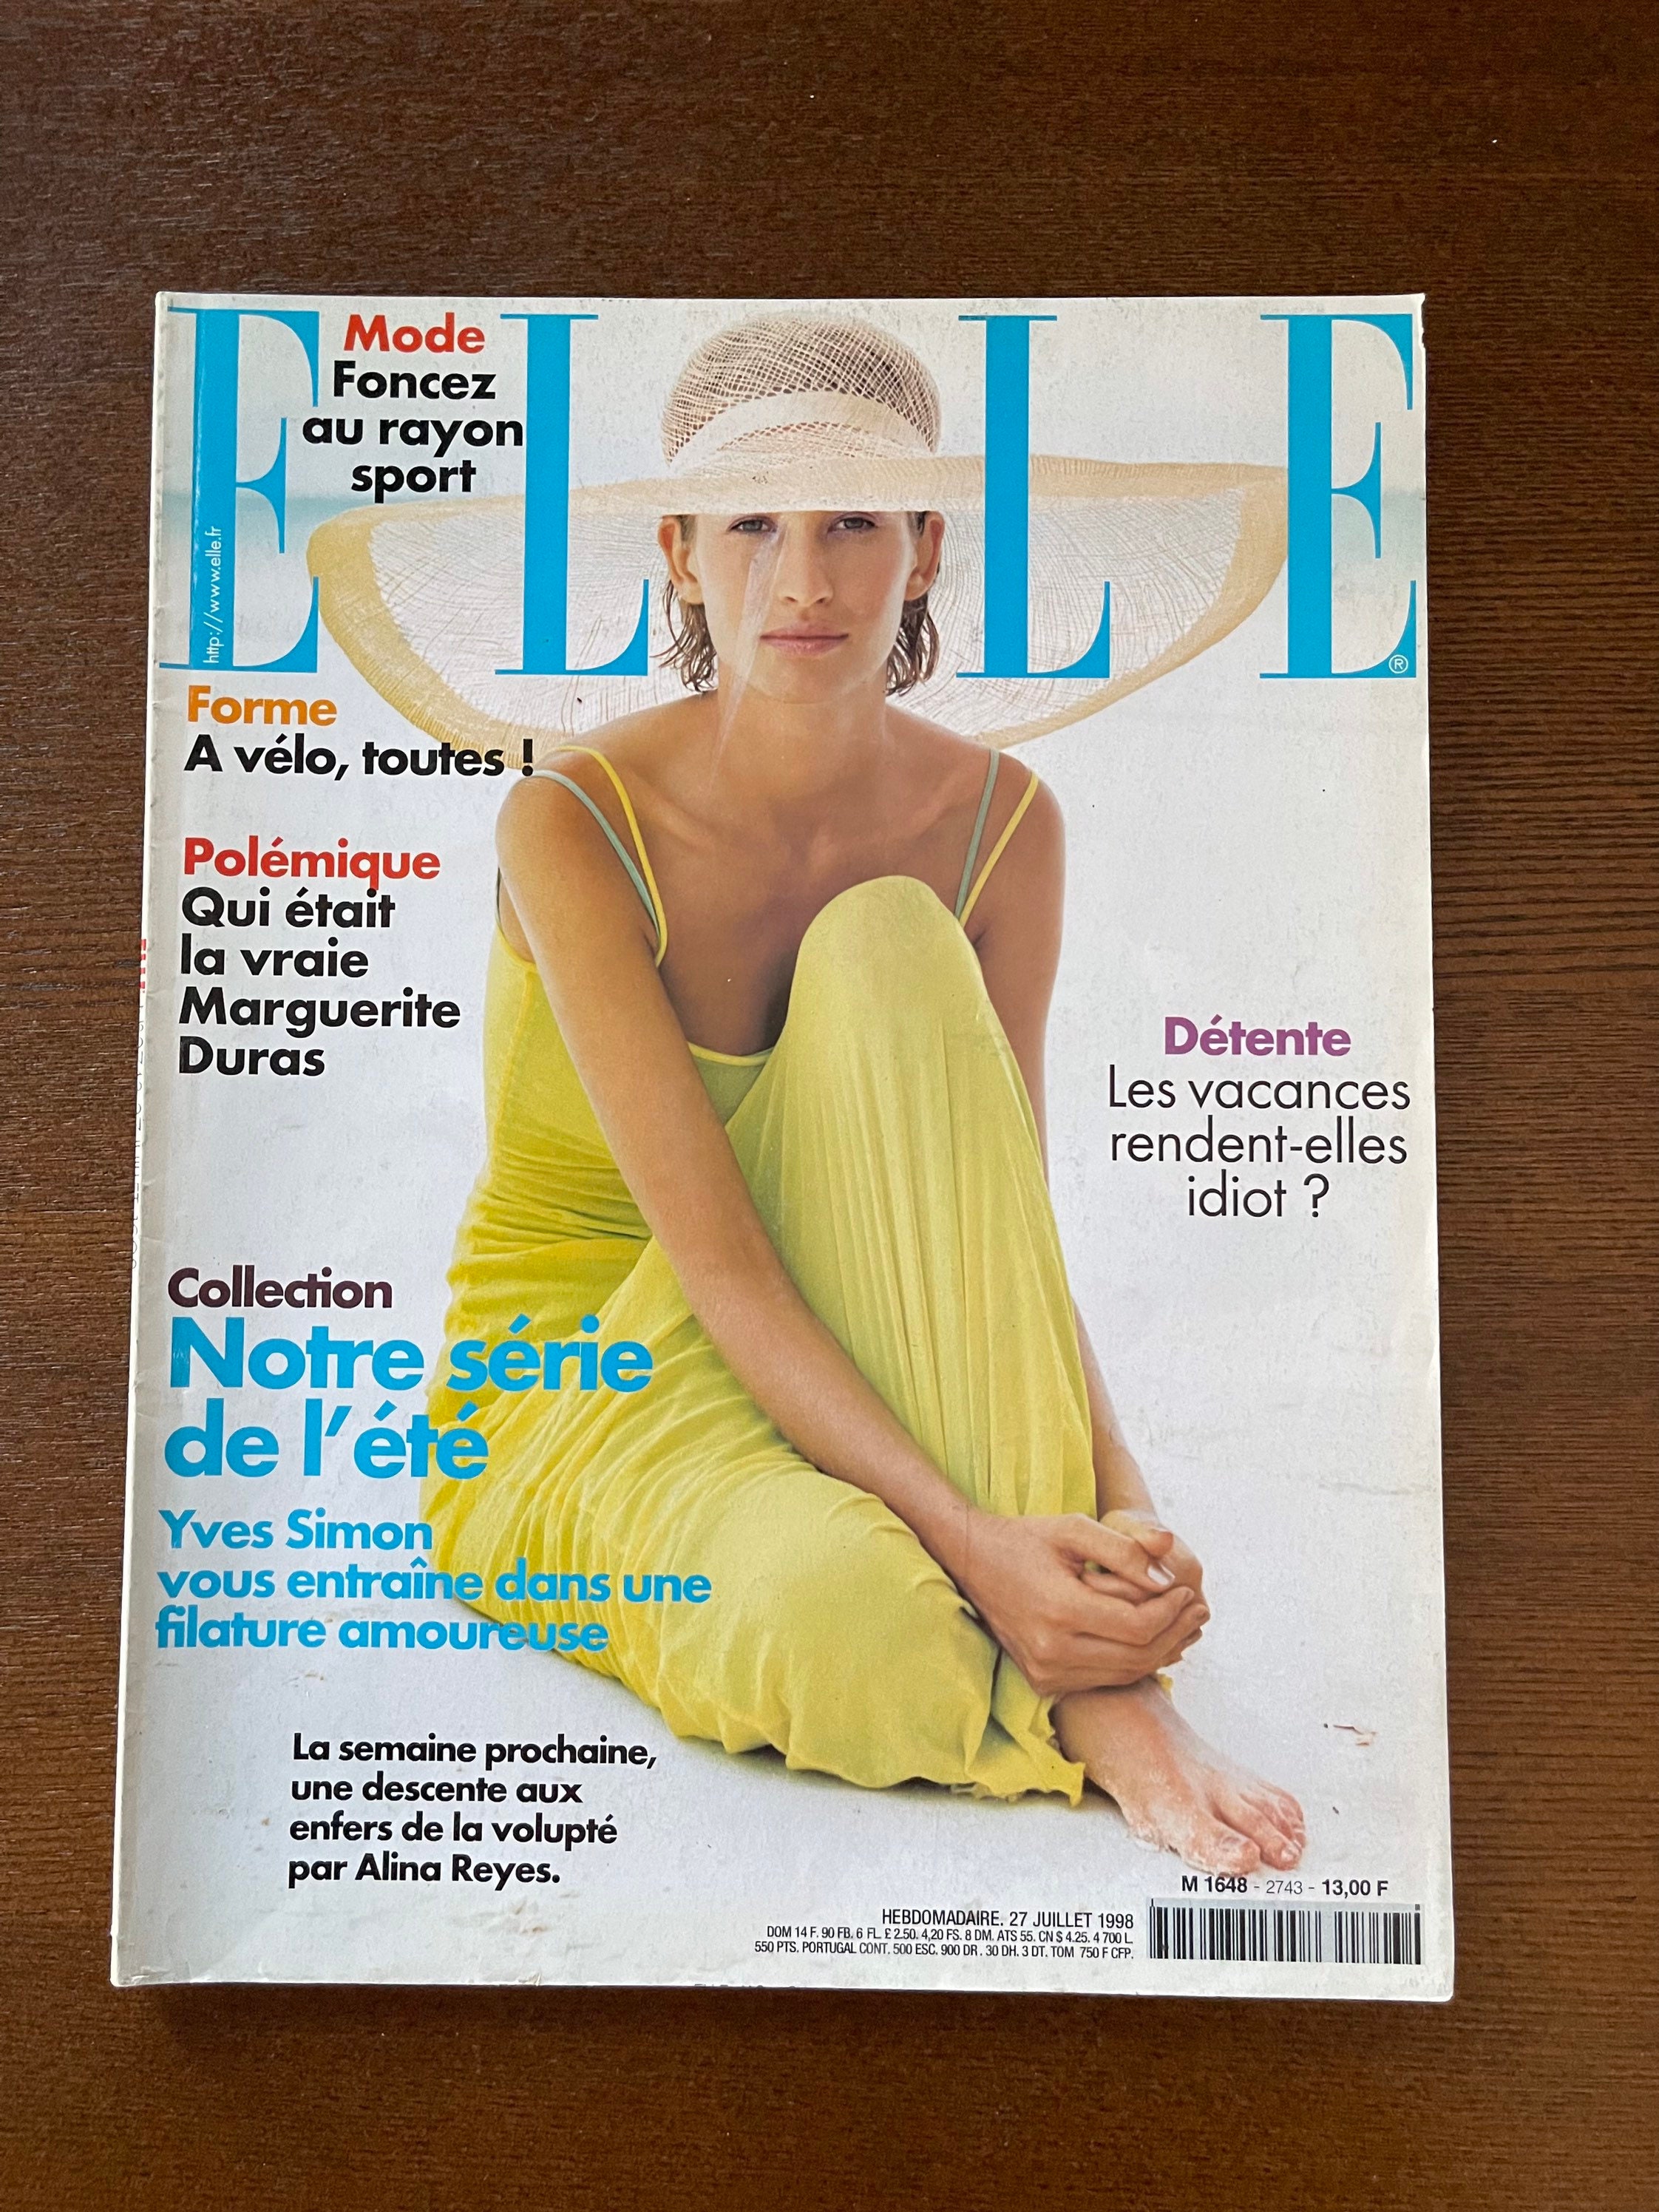 ELLE
®
http://www.elle.fr
Mode
Foncez
au rayon
sport
Forme
A vélo, toutes !
Polémique
Qui était
la vraie
Marguerite
Duras
Détente
Les vacances
rendent-elles
idiot ?
Collection
Notre série
de l'été
Yves Simon
vous entraîne dans une
filature amoureuse
La semaine prochaine,
une descente aux
enfers de la volupté
par Alina Reyes.
M 1648 - 2743 - 13,00 F
HEBDOMADAIRE. 27 JUILLET 1998
DOM 14 F. 90 FB. 6 FL. £ 2.50. 4,20 FS. 8 DM. ATS 55. CN $ 4.25. 4 700 L.
550 PTS. PORTUGAL CONT. 500 ESC. 900 DR. 30 DH. 3 DT. TOM 750 F CFP.